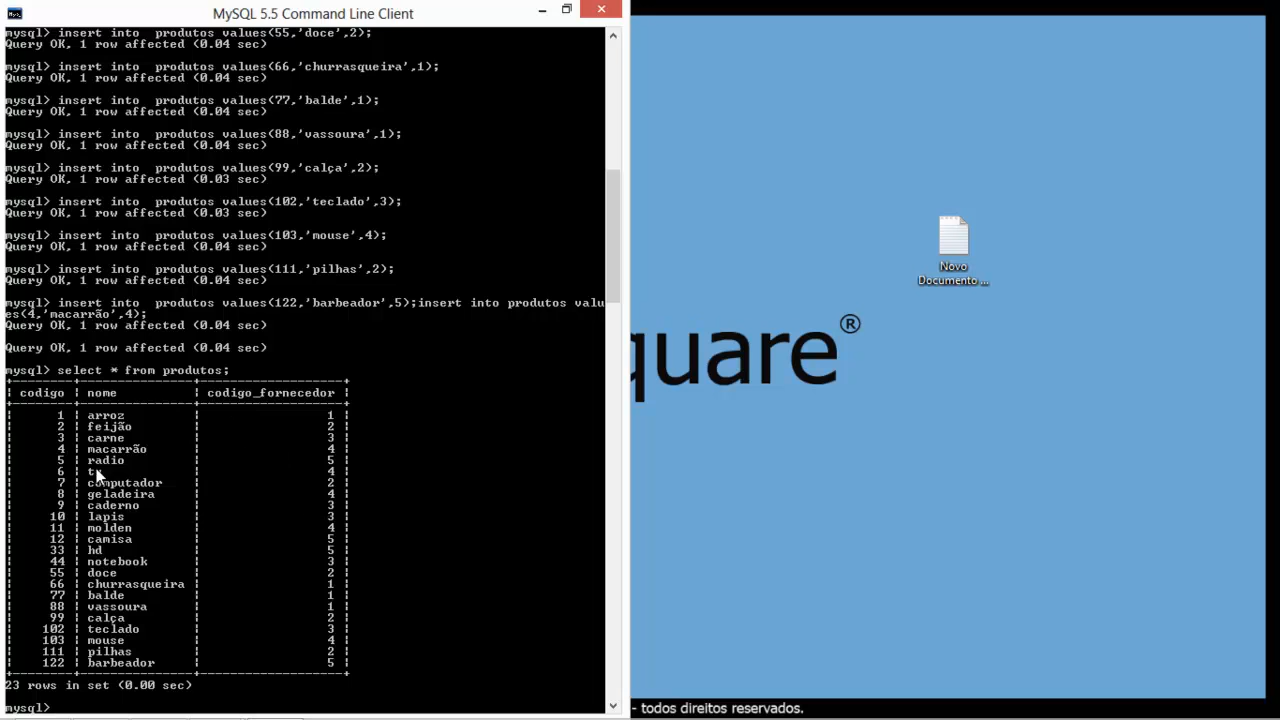 MySQL 5.5 Command Line Client
mysql> insert into  produtos values(55,'doce',2);
Query OK, 1 row affected (0.04 sec)
mysql> insert into  produtos values(66,'churrasqueira',1);
Query OK, 1 row affected (0.04 sec)
mysql> insert into  produtos values(77,'balde',1);
Query OK, 1 row affected (0.04 sec)
mysql> insert into  produtos values(88,'vassoura',1);
Query OK, 1 row affected (0.04 sec)
mysql> insert into  produtos values(99,'calça',2);
Query OK, 1 row affected (0.03 sec)
mysql> insert into  produtos values(102,'teclado',3);
Query OK, 1 row affected (0.03 sec)
mysql> insert into  produtos values(103,'mouse',4);
Query OK, 1 row affected (0.04 sec)
mysql> insert into  produtos values(111,'pilhas',2);
Query OK, 1 row affected (0.04 sec)
mysql> insert into  produtos values(122,'barbeador',5);insert into produtos valu
es(4,'macarrão',4);
Query OK, 1 row affected (0.04 sec)
Query OK, 1 row affected (0.04 sec)
mysql> select * from produtos;
| codigo | nome | codigo_fornecedor |
| 1 | arroz | 1 |
| 2 | feijão | 2 |
| 3 | carne | 3 |
| 4 | macarrão | 4 |
| 5 | radio | 5 |
| 6 | | 4 |
| 7 | computador | 2 |
| 8 | geladeira | 4 |
| 9 | caderno | 3 |
| 10 | lapis | 3 |
| 11 | molden | 4 |
| 12 | camisa | 5 |
| 33 | hd | 5 |
| 44 | notebook | 3 |
| 55 | doce | 2 |
| 66 | churrasqueira | 1 |
| 77 | balde | 1 |
| 88 | vassoura | 1 |
| 99 | calça | 2 |
| 102 | teclado | 3 |
| 103 | mouse | 4 |
| 111 | pilhas | 2 |
| 122 | barbeador | 5 |
23 rows in set (0.00 sec)
mysql>
Novo
Documento ...
quare®
- todos direitos reservados.